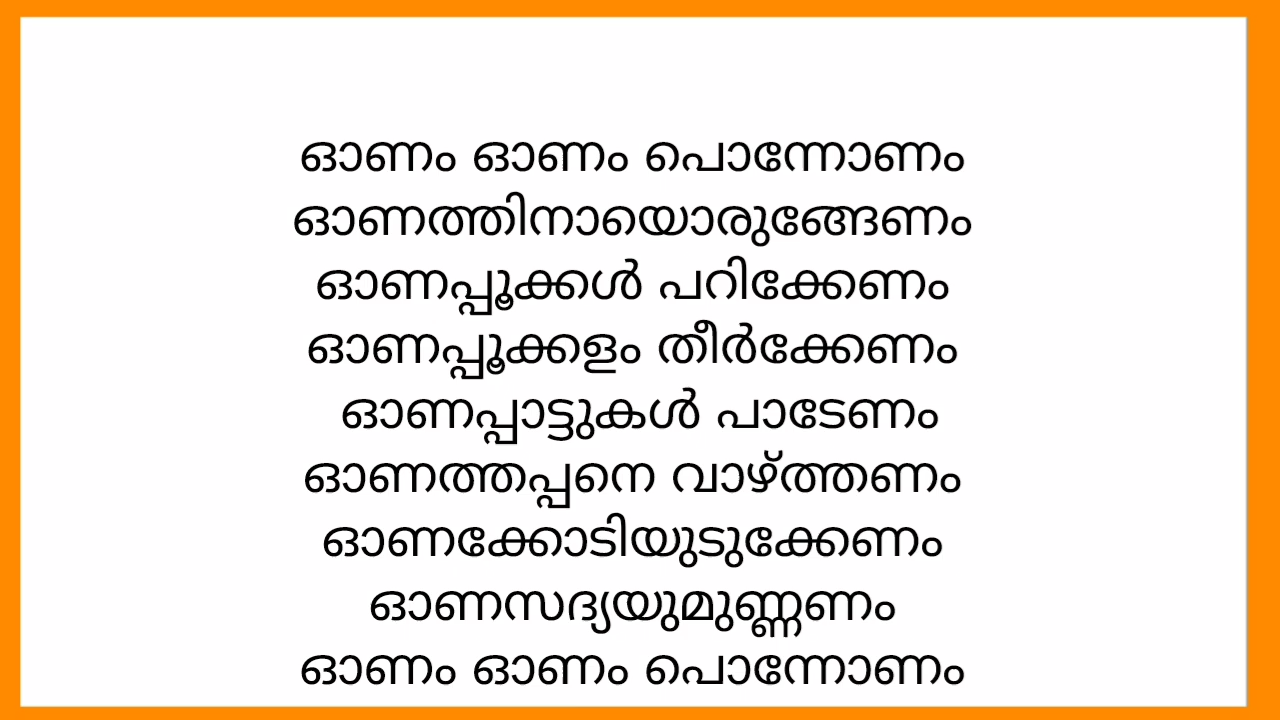 ഓണം ഓണം പൊന്നോണം
ഓണത്തിനായൊരുങ്ങേണം
ഓണപ്പൂക്കൾ പറിക്കേണം
ഓണപ്പൂക്കളം തീർക്കേണം
ഓണപ്പാട്ടുകൾ പാടേണം
ഓണത്തപ്പനെ വാഴ്ത്തണം
ഓണക്കോടിയുടുക്കേണം
ഓണസദ്യയുമുണ്ണണം
ഓണം ഓണം പൊന്നോണം